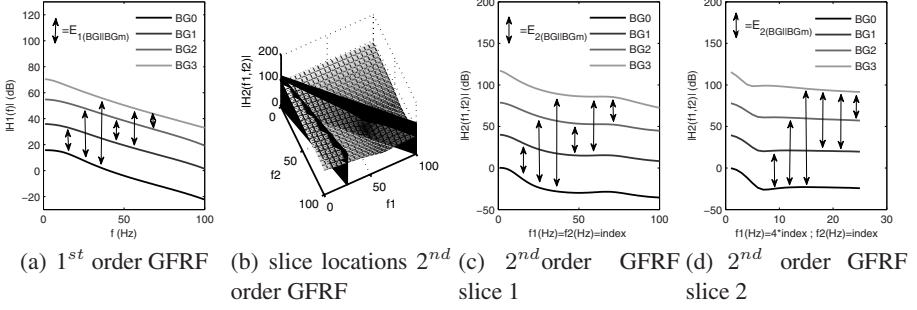 120
100
80
60
40
20
0
−20
|H1(f)| (dB)
=E1(BG||BGm)
BG0
BG1
BG2
BG3
0
50
100
f (Hz)
(a) 1st order GFRF
200
100
0
|H2(f1,f2)|
0
50
100
f2
0
50
100
f1
(b) slice locations 2nd
order GFRF
200
150
100
50
0
−50
|H2(f1,f2)| (dB)
=E2(BG||BGm)
BG0
BG1
BG2
BG3
0
50
100
f1(Hz)=f2(Hz)=index
(c) 2nd order GFRF
slice 1
200
150
100
50
0
−50
|H2(f1,f2)| (dB)
=E2(BG||BGm)
BG0
BG1
BG2
BG3
0
10
20
30
f1(Hz)=4*index ; f2(Hz)=index
(d) 2nd order GFRF
slice 2